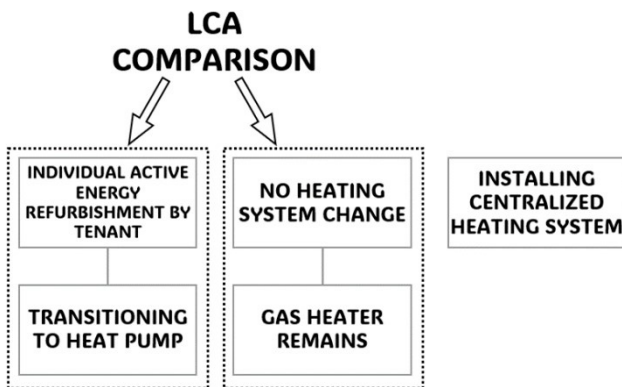 LCA
COMPARISON
INDIVIDUAL ACTIVE
ENERGY
REFURBISHMENT BY
TENANT
NO HEATING
SYSTEM CHANGE
INSTALLING
CENTRALIZED
HEATING SYSTEM
TRANSITIONING
TO HEAT PUMP
GAS HEATER
REMAINS